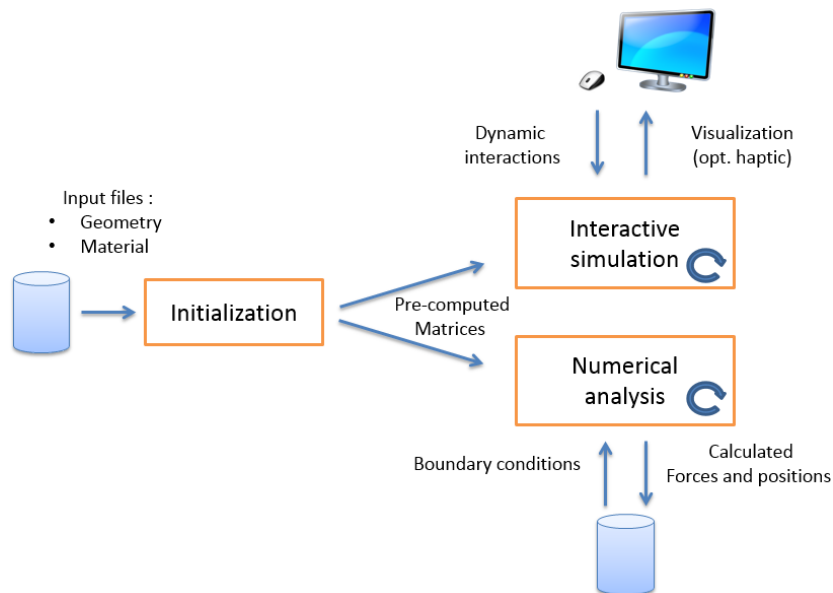 Dynamic
interactions
Visualization
(opt. haptic)
Input files :
• Geometry
• Material
Interactive
simulation
Initialization
Pre-computed
Matrices
Numerical
analysis
Boundary conditions
Calculated
Forces and positions